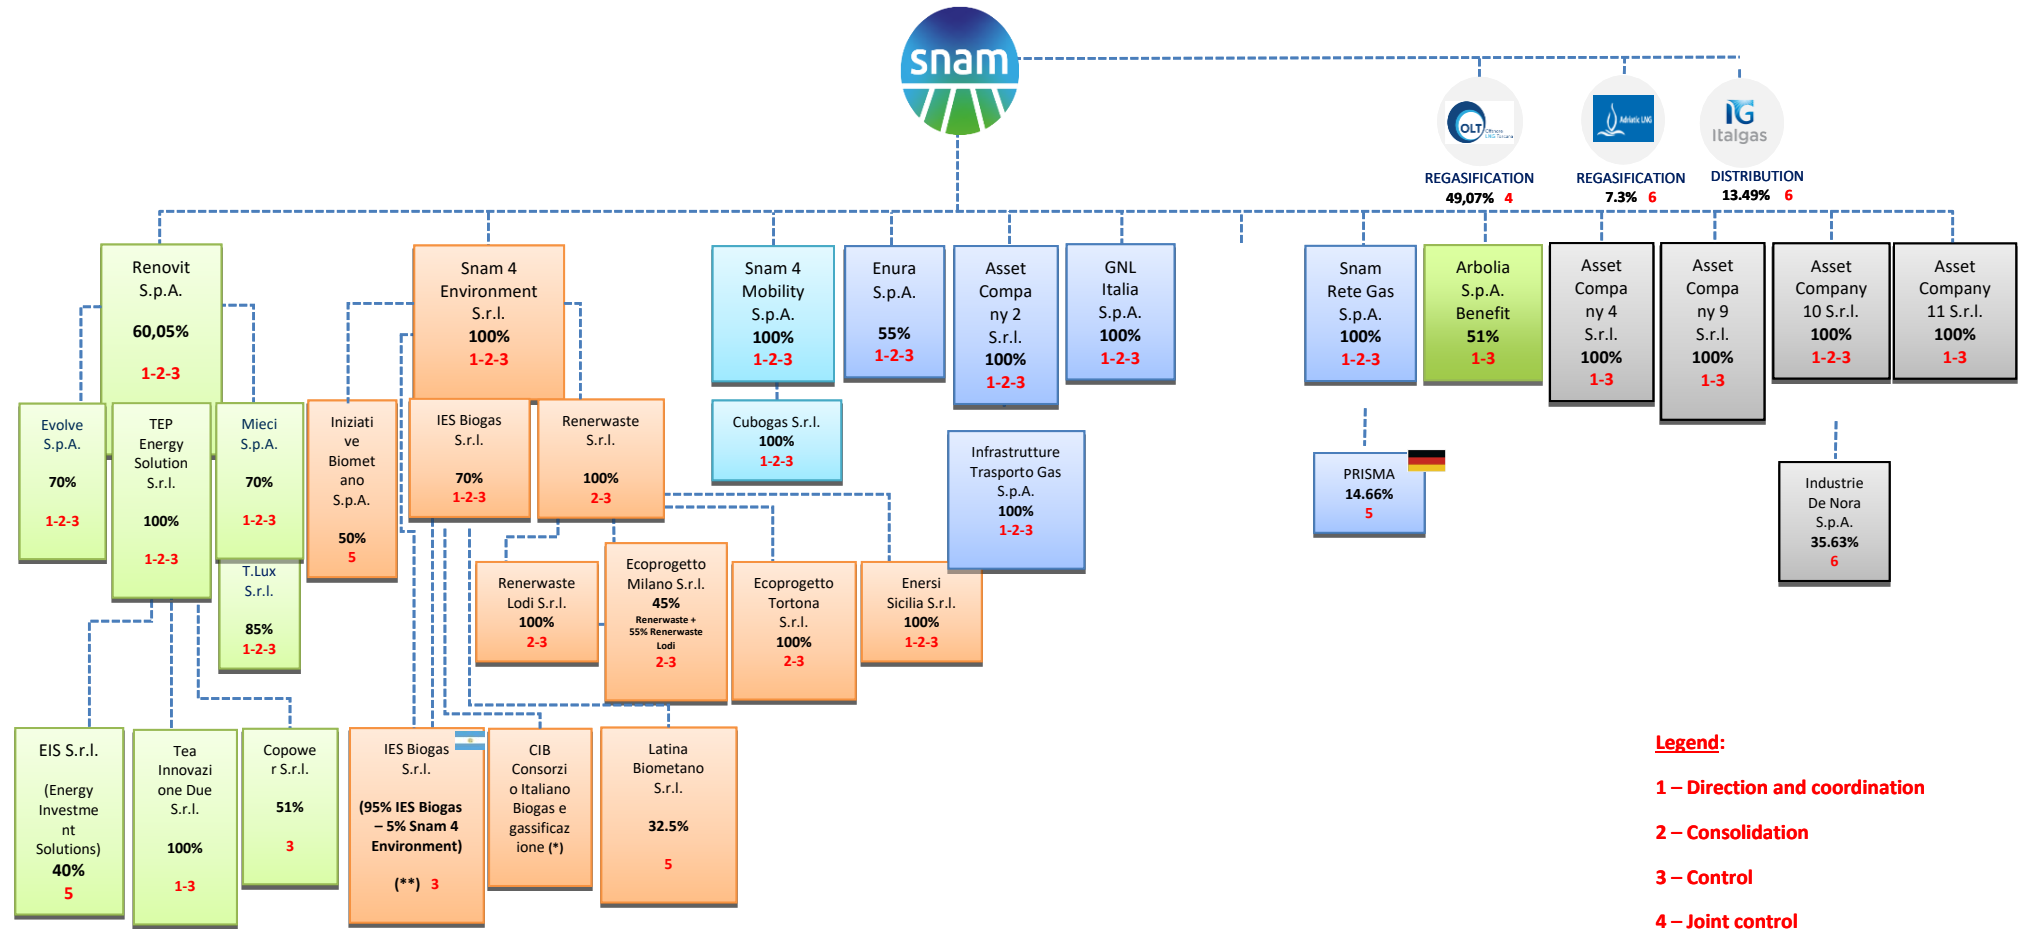 snam
OLT Offshore
LNG Toscana
Adriatic LNG
IG
Italgas
REGASIFICATION
49,07% 4
REGASIFICATION
7.3% 6
DISTRIBUTION
13.49% 6
Renovit
S.p.A.
60,05%
1-2-3
Snam 4
Environment
S.r.l.
100%
1-2-3
Snam 4
Mobility
S.p.A.
100%
1-2-3
Enura
S.p.A.
55%
1-2-3
Asset
Compa
ny 2
S.r.l.
100%
1-2-3
GNL
Italia
S.p.A.
100%
1-2-3
Snam
Rete Gas
S.p.A.
100%
1-2-3
Arbolia
S.p.A.
Benefit
51%
1-3
Asset
Compa
ny 4
S.r.l.
100%
1-3
Asset
Compa
ny 9
S.r.l.
100%
1-3
Asset
Company
10 S.r.l.
100%
1-2-3
Asset
Company
11 S.r.l.
100%
1-3
Evolve
S.p.A.
70%
1-2-3
TEP
Energy
Solution
S.r.l.
100%
1-2-3
Mieci
S.p.A.
70%
1-2-3
Iniziati
ve
Biomet
ano
S.p.A.
50%
5
IES Biogas
S.r.l.
70%
1-2-3
Renerwaste
S.r.l.
100%
2-3
Cubogas S.r.l.
100%
1-2-3
Infrastrutture
Trasporto Gas
S.p.A.
100%
1-2-3
PRISMA
14.66%
5
Industrie
De Nora
S.p.A.
35.63%
6
T.Lux
S.r.l.
85%
1-2-3
Renerwaste
Lodi S.r.l.
100%
2-3
Ecoprogetto
Milano S.r.l.
45%
Renerwaste +
55% Renerwaste
Lodi
2-3
Ecoprogetto
Tortona
S.r.l.
100%
2-3
Enersi
Sicilia S.r.l.
100%
1-2-3
EIS S.r.l.
(Energy
Investme
nt
Solutions)
40%
5
Tea
Innovazi
one Due
S.r.l.
100%
1-3
Copowe
r S.r.l.
51%
3
IES Biogas
S.r.l.
(95% IES Biogas
– 5% Snam 4
Environment)
(**) 3
CIB
Consorzi
o Italiano
Biogas e
gassificaz
ione (*)
Latina
Biometano
S.r.l.
32.5%
5
Legend:
1 – Direction and coordination
2 – Consolidation
3 – Control
4 – Joint control